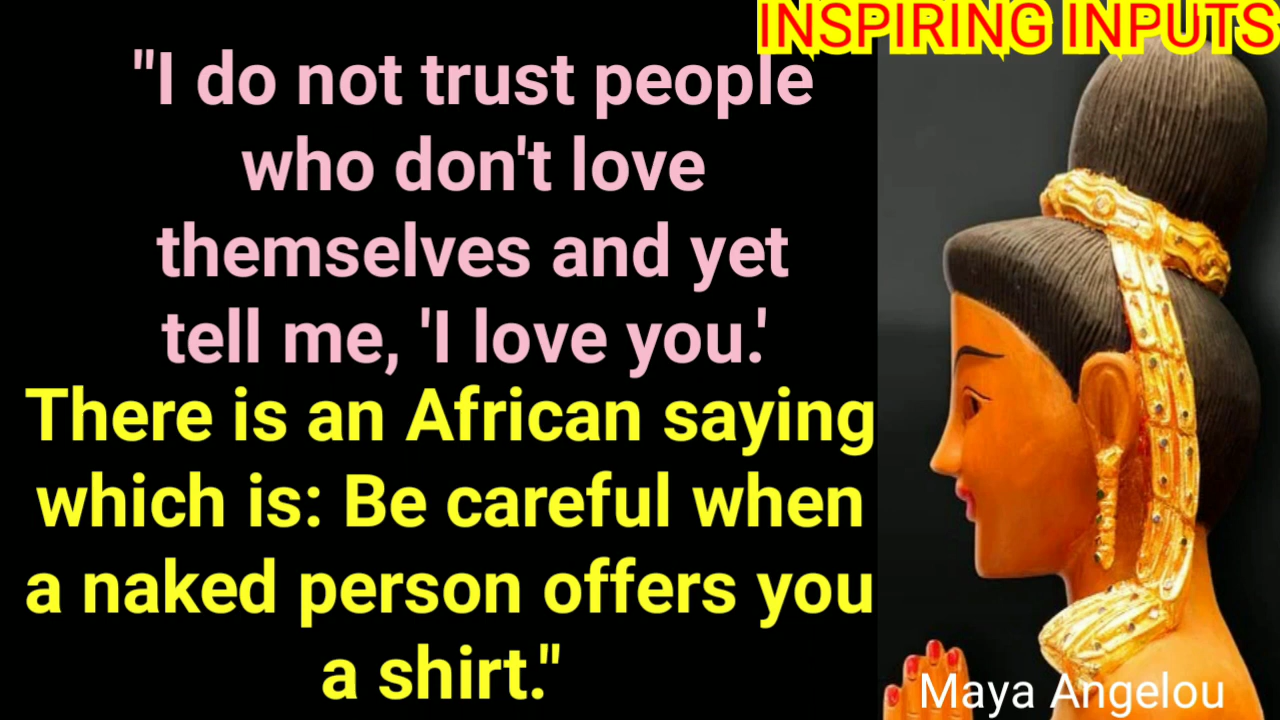 INSPIRING INPUTS
"I do not trust people
who don't love
themselves and yet
tell me, 'I love you.'
There is an African saying
which is: Be careful when
a naked person offers you
a shirt."
Maya Angelou